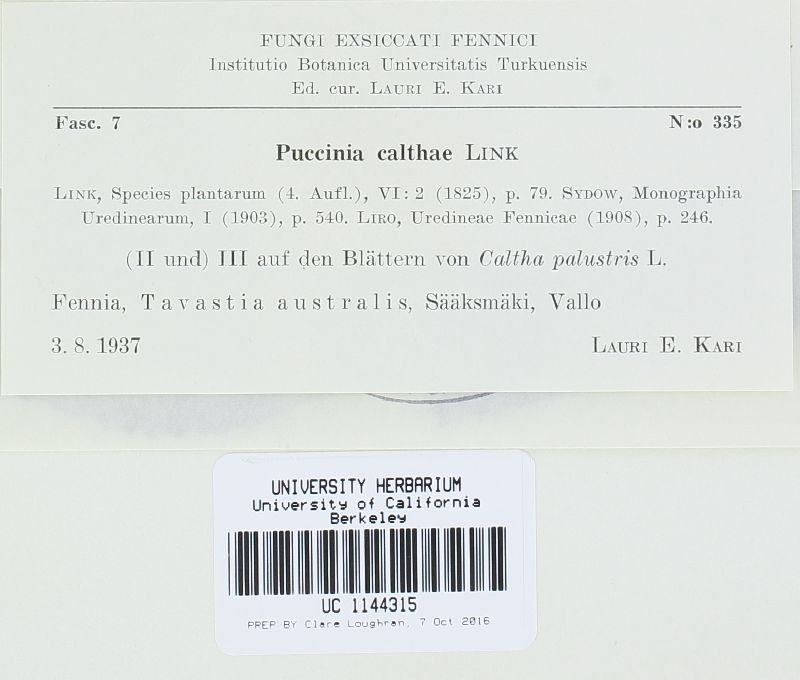 FUNGI EXSICCATI FENNICI
Institutio Botanica Universitatis Turkuensis
Ed. cur. LAURI E. KARI
Fasc. 7 N:o 335
Puccinia calthae LINK
LINK, Species plantarum (4. Aufl.), VI: 2 (1825), p. 79. SYDOW, Monographia
Uredinearum, I (1903), p. 540. LIRO, Uredineae Fennicae (1908), p. 246.
(II und) III auf den Blättern von Caltha palustris L.
Fennia, Tavastia australis, Sääksmäki, Vallo
3. 8. 1937 LAURI E. KARI
UNIVERSITY HERBARIUM
University of California
Berkeley
UC 1144315
PREP BY Clare Loughran, 7 Oct 2016